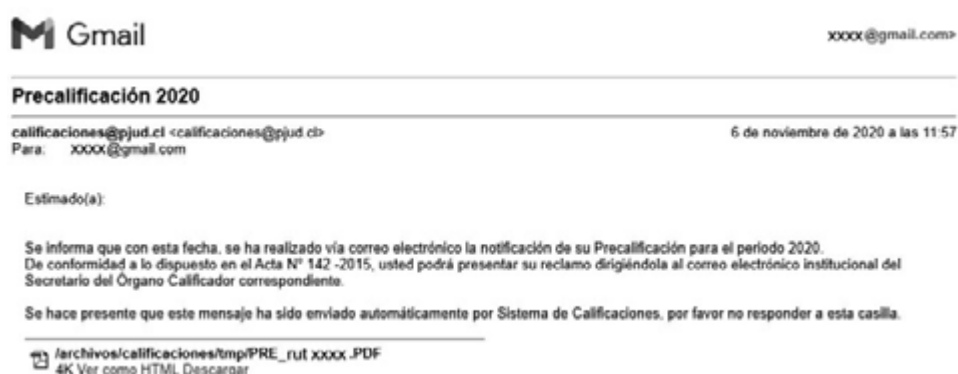 Gmail
xxxx@gmail.com>
Precalificación 2020
calificaciones@pjud.cl <calificaciones@pjud.cl>
6 de noviembre de 2020 a las 11:57
Para: xxxx@gmail.com
Estimado(a):
Se informa que con esta fecha, se ha realizado vía correo electrónico la notificación de su Precalificación para el periodo 2020.
De conformidad a lo dispuesto en el Acta N° 142 -2015, usted podrá presentar su reclamo dirigiéndola al correo electrónico institucional del
Secretario del Órgano Calificador correspondiente.
Se hace presente que este mensaje ha sido enviado automáticamente por Sistema de Calificaciones, por favor no responder a esta casilla.
/archivos/calificaciones/tmp/PRE_rut xxxx .PDF
4K Ver como HTML Descargar